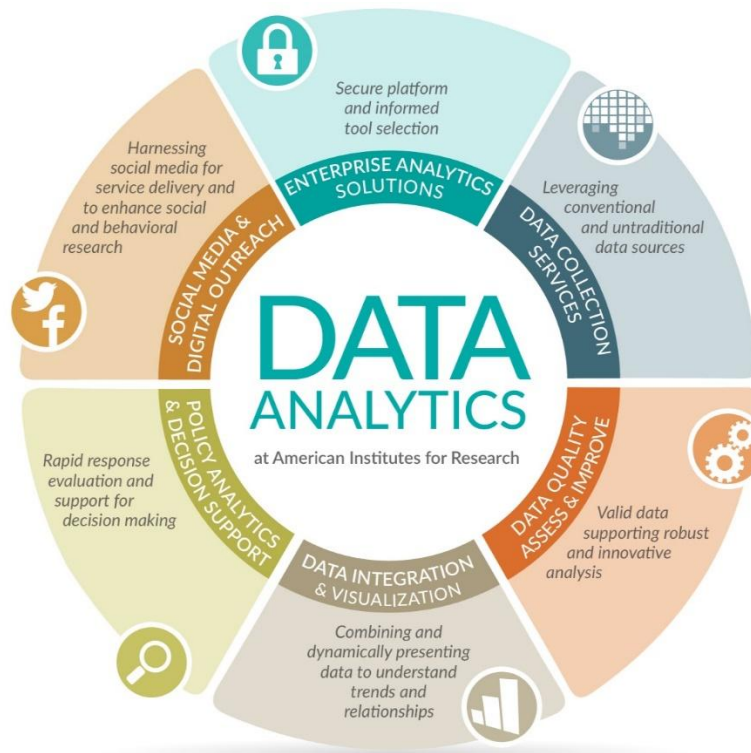 DATA
ANALYTICS
at American Institutes for Research
ENTERPRISE ANALYTICS
SOLUTIONS
Secure platform
and informed
tool selection
DATA COLLECTION
SERVICES
Leveraging
conventional
and untraditional
data sources
DATA QUALITY
ASSESS & IMPROVE
Valid data
supporting robust
and innovative
analysis
DATA INTEGRATION
& VISUALIZATION
Combining and
dynamically presenting
data to understand
trends and
relationships
POLICY ANALYTICS
& DECISION SUPPORT
Rapid response
evaluation and
support for
decision making
SOCIAL MEDIA &
DIGITAL OUTREACH
Harnessing
social media for
service delivery and
to enhance social
and behavioral
research